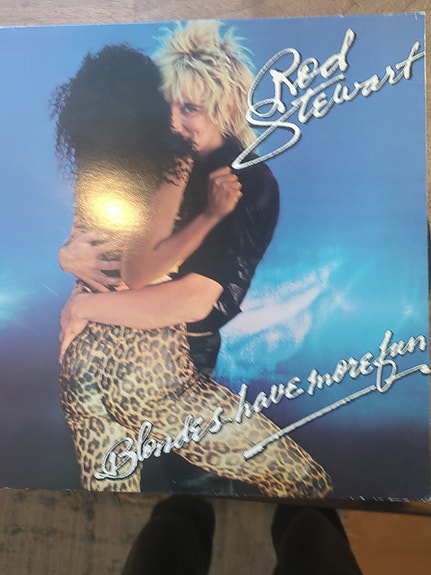 Rod
Stewart
Blondes have more fun